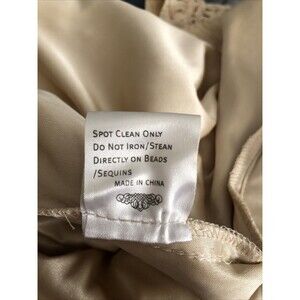 Spot Clean Only
Do Not Iron/Stean
Directly on Beads
/Sequins
Made in China